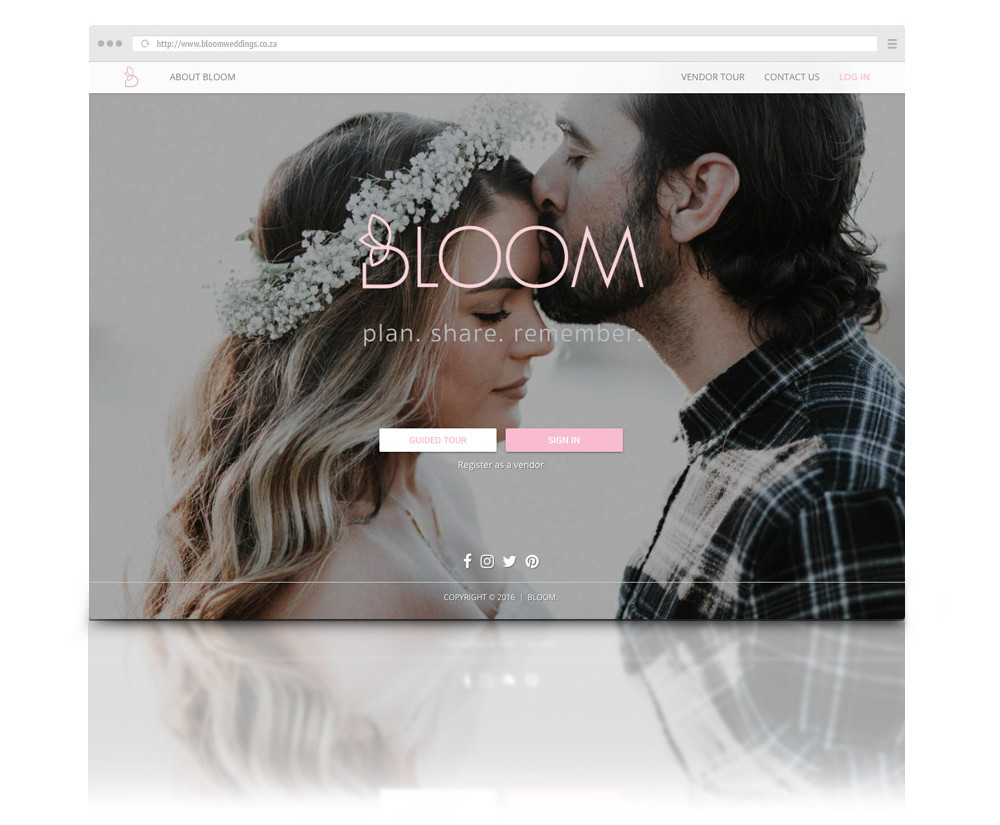 http://www.bloomweddings.co.za
ABOUT BLOOM
VENDOR TOUR
CONTACT US
LOG IN
BLOOM
plan. share. remember.
GUIDED TOUR
SIGN IN
Register as a vendor
COPYRIGHT © 2016 | BLOOM.